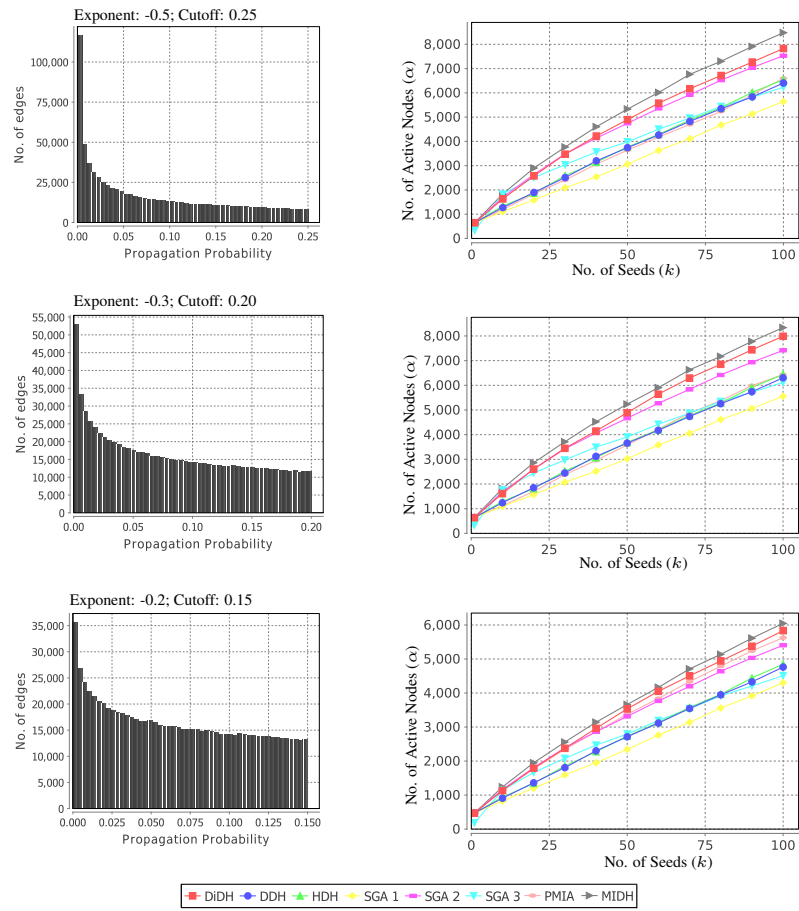 Exponent: -0.5; Cutoff: 0.25
No. of edges
100,000
75,000
50,000
25,000
0
0.00 0.05 0.10 0.15 0.20 0.25
Propagation Probability
No. of Active Nodes (α)
8,000
7,000
6,000
5,000
4,000
3,000
2,000
1,000
0
0 25 50 75 100
No. of Seeds (k)
Exponent: -0.3; Cutoff: 0.20
No. of edges
55,000
50,000
45,000
40,000
35,000
30,000
25,000
20,000
15,000
10,000
5,000
0
0.00 0.05 0.10 0.15 0.20
Propagation Probability
No. of Active Nodes (α)
8,000
7,000
6,000
5,000
4,000
3,000
2,000
1,000
0
0 25 50 75 100
No. of Seeds (k)
Exponent: -0.2; Cutoff: 0.15
No. of edges
35,000
30,000
25,000
20,000
15,000
10,000
5,000
0
0.000 0.025 0.050 0.075 0.100 0.125 0.150
Propagation Probability
No. of Active Nodes (α)
6,000
5,000
4,000
3,000
2,000
1,000
0
0 25 50 75 100
No. of Seeds (k)
DiDH DDH HDH SGA 1 SGA 2 SGA 3 PMIA MIDH